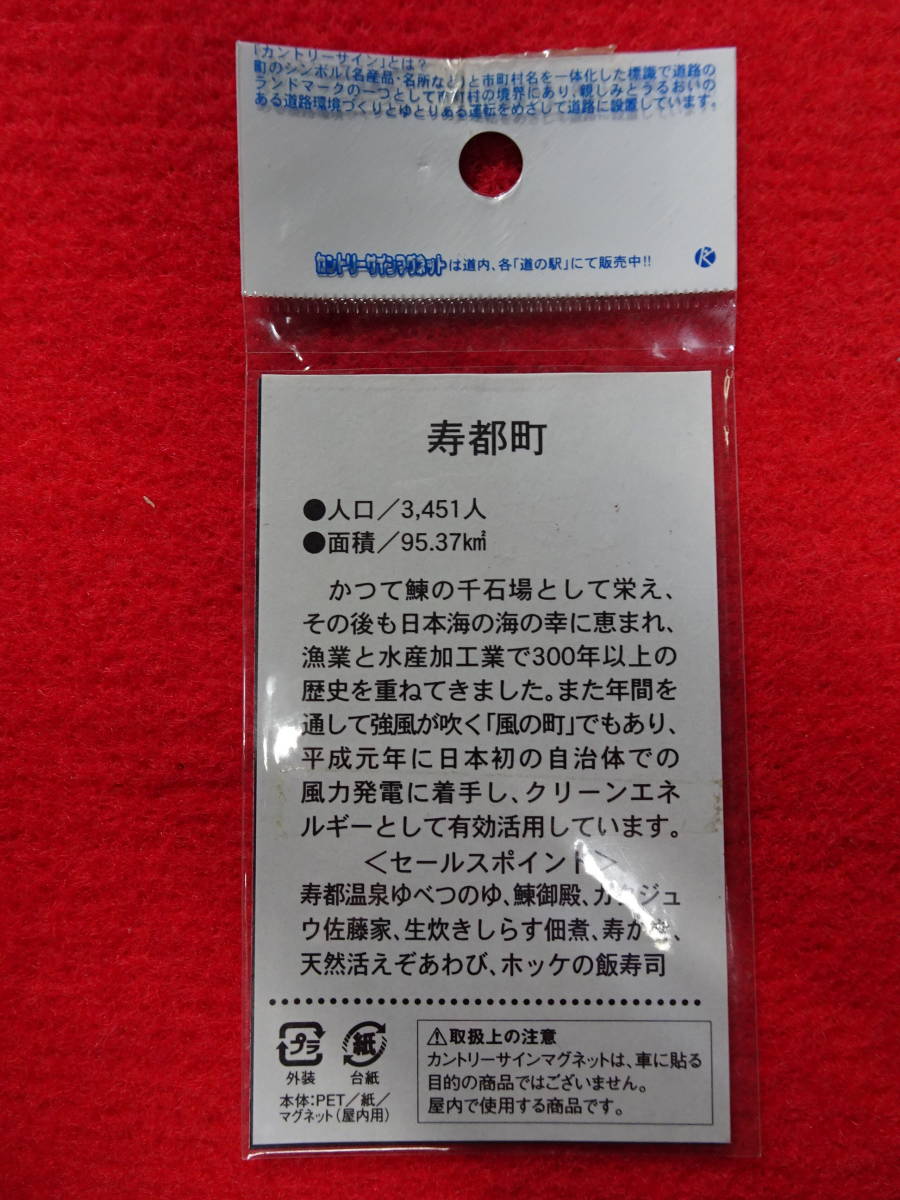 「カントリーサイン」とは？
町のシンボル(名産品・名所など)と市町村名を一体化した標識で道路の
ランドマークの一つとして市町村の境界にあり、親しみとうるおいの
ある道路環境づくりとゆとりある運転をめざして道路に設置しています。
カントリーサインマグネットは道内、各「道の駅」にて販売中!!
寿都町
●人口／3,451人
●面積／95.37k㎡
かつて鰊の千石場として栄え、
その後も日本海の海の幸に恵まれ、
漁業と水産加工業で300年以上の
歴史を重ねてきました。また年間を
通して強風が吹く「風の町」でもあり、
平成元年に日本初の自治体での
風力発電に着手し、クリーンエネ
ルギーとして有効活用しています。
＜セールスポイント＞
寿都温泉ゆべつのゆ、鰊御殿、カクジュ
ウ佐藤家、生炊きしらす佃煮、寿か、
天然活えぞあわび、ホッケの飯寿司
プラ 紙
外装 台紙
本体：PET／紙／
マグネット（屋内用）
⚠取扱上の注意
カントリーサインマグネットは、車に貼る
目的の商品ではございません。
屋内で使用する商品です。